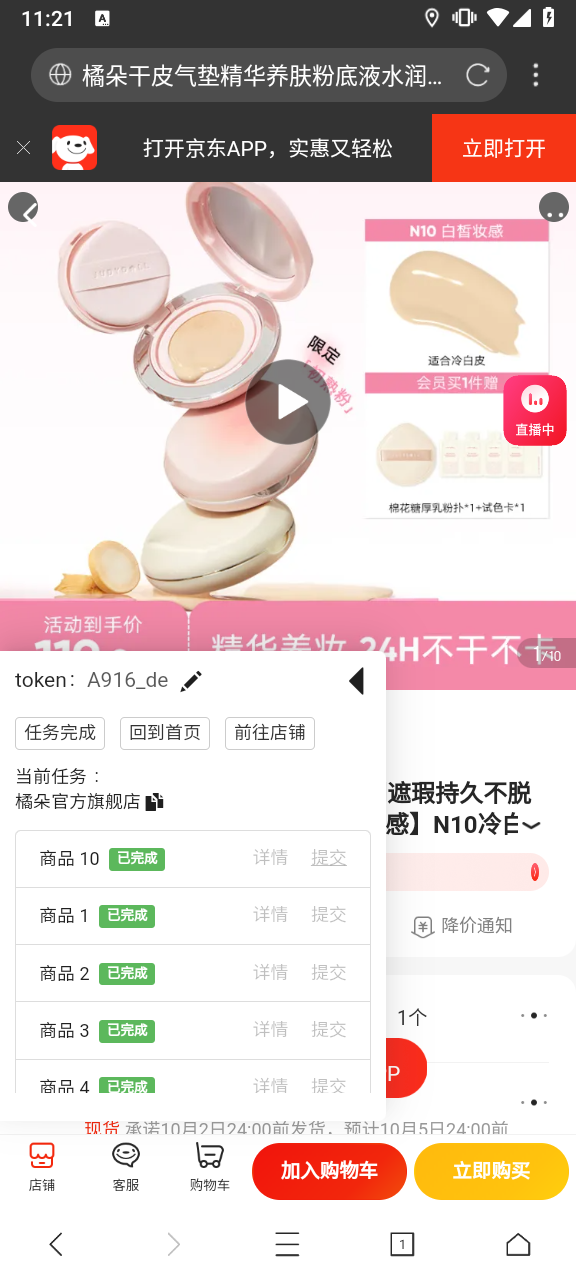 11:21
A
橘朵干皮气垫精华养肤粉底液水润...
打开京东APP，实惠又轻松
立即打开
JUDYDOLL
N10 白皙妆感
限定
「奶熟粉」
适合冷白皮
会员买1件赠
直播中
棉花糖厚乳粉扑*1+试色卡*1
活动到手价
精华美妆 24H不干不卡
1/10
token： A916_de
任务完成
回到首页
前往店铺
当前任务：
橘朵官方旗舰店
遮瑕持久不脱
感】N10冷白
商品 10 已完成 详情 提交
降价通知
商品 1 已完成 详情 提交
商品 2 已完成 详情 提交
1个
商品 3 已完成 详情 提交
P
商品 4 已完成 详情 提交
现货 承诺10月2日24:00前发货，预计10月5日24:00前
店铺
客服
购物车
加入购物车
立即购买
1